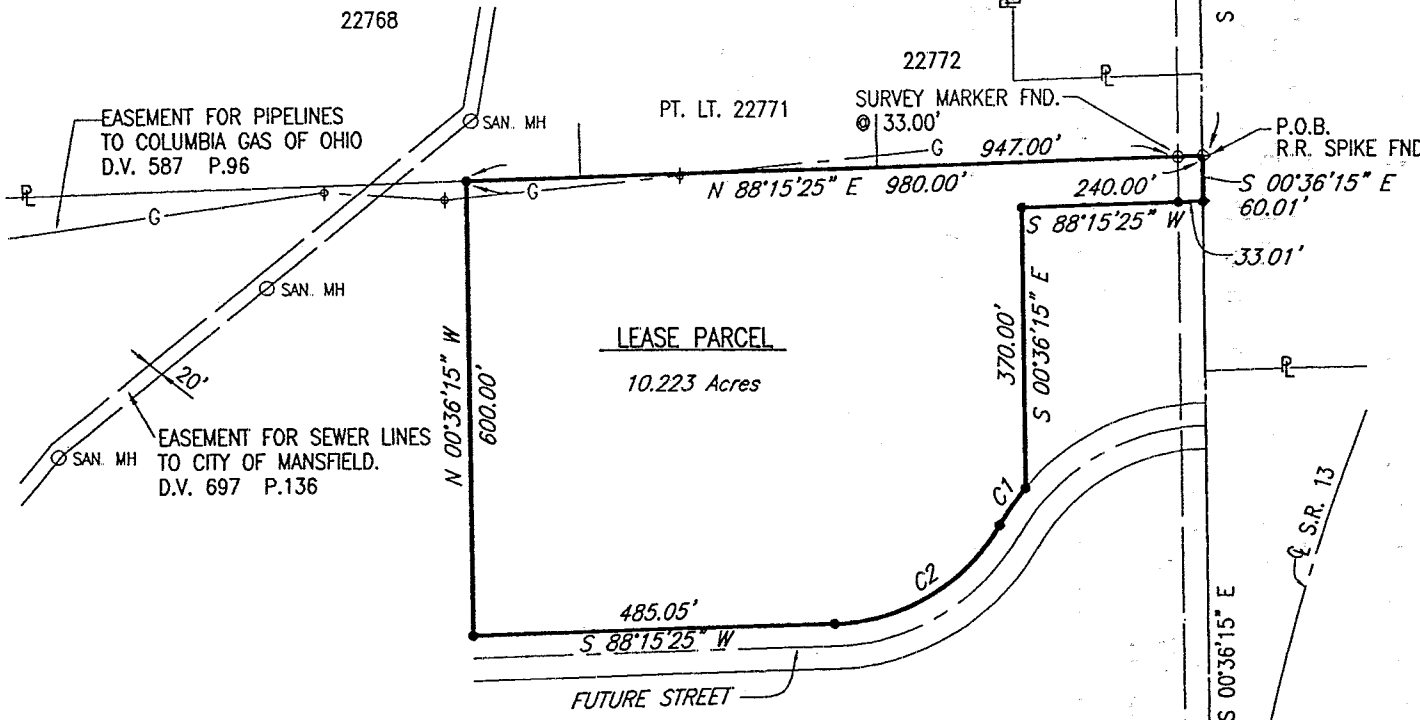 22768
S
22772
PT. LT. 22771
SURVEY MARKER FND.
@ 33.00'
EASEMENT FOR PIPELINES
TO COLUMBIA GAS OF OHIO
D.V. 587 P.96
SAN. MH
P.O.B.
R.R. SPIKE FND
G
947.00'
PL
G
G
N 88°15'25" E 980.00'
240.00'
S 00°36'15" E
60.01'
S 88°15'25" W
33.01'
SAN. MH
LEASE PARCEL
10.223 Acres
N 00°36'15" W
600.00'
370.00'
S 00°36'15" E
PL
PL
20'
EASEMENT FOR SEWER LINES
TO CITY OF MANSFIELD.
D.V. 697 P.136
SAN. MH
C1
C2
CL S.R. 13
485.05'
S 88°15'25" W
FUTURE STREET
S 00°36'15" E